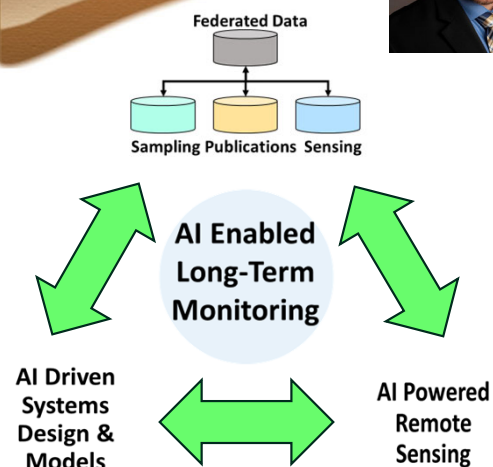 Federated Data
Sampling Publications Sensing
AI Enabled
Long-Term
Monitoring
AI Driven
Systems
Design &
Models
AI Powered
Remote
Sensing